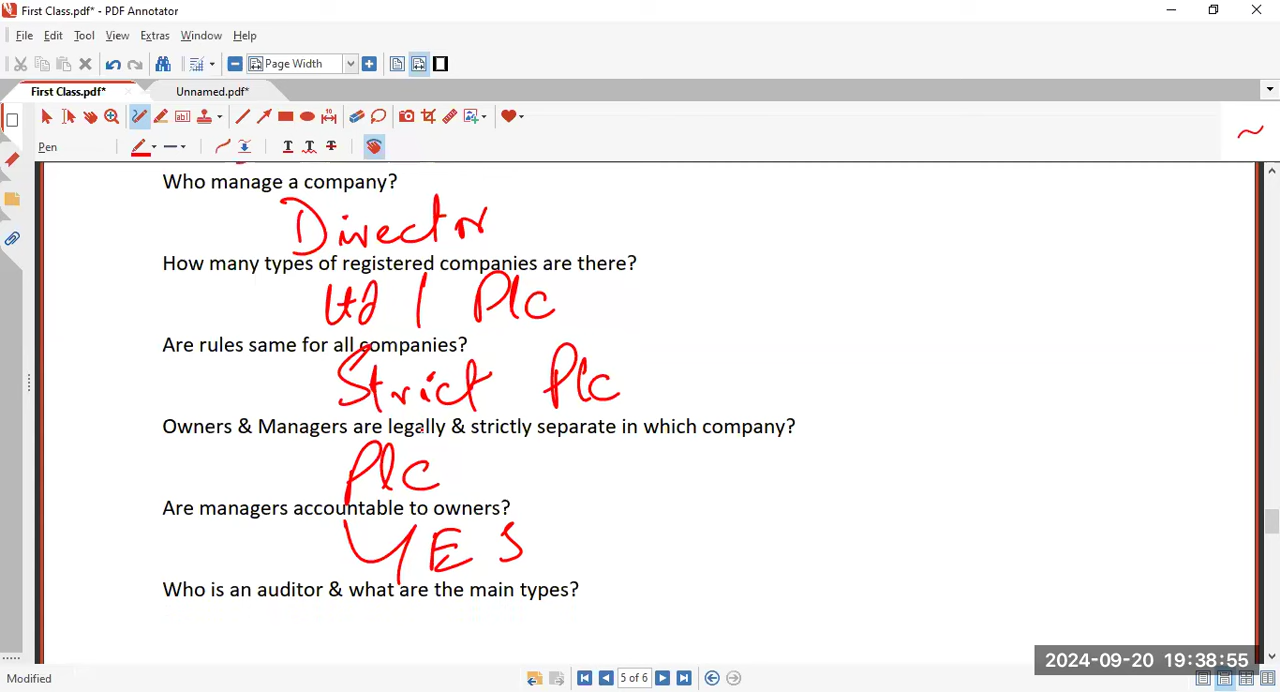 First Class.pdf* - PDF Annotator
File Edit Tool View Extras Window Help
Page Width
First Class.pdf* Unnamed.pdf*
Pen
Who manage a company?
Director
How many types of registered companies are there?
Ltd / Plc
Are rules same for all companies?
Strict Plc
Owners & Managers are legally & strictly separate in which company?
Plc
Are managers accountable to owners?
YES
Who is an auditor & what are the main types?
2024-09-20 19:38:55
Modified 5 of 6